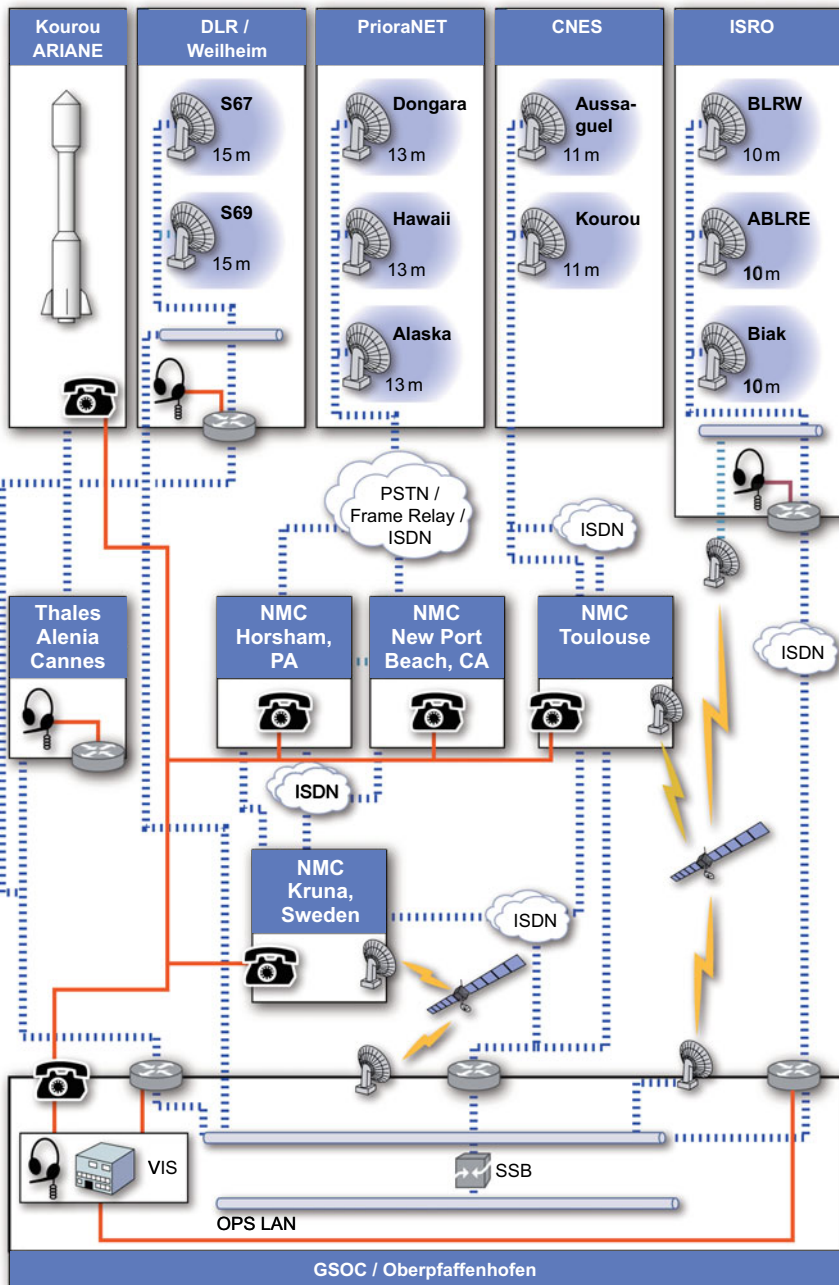 Kourou
ARIANE
DLR /
Weilheim
PrioraNET
CNES
ISRO
S67
15 m
S69
15 m
Dongara
13 m
Hawaii
13 m
Alaska
13 m
Aussa-
guel
11 m
Kourou
11 m
BLRW
10 m
ABLRE
10 m
Biak
10 m
PSTN /
Frame Relay /
ISDN
ISDN
ISDN
Thales
Alenia
Cannes
NMC
Horsham,
PA
NMC
New Port
Beach, CA
NMC
Toulouse
ISDN
NMC
Kruna,
Sweden
ISDN
VIS
SSB
OPS LAN
GSOC / Oberpfaffenhofen